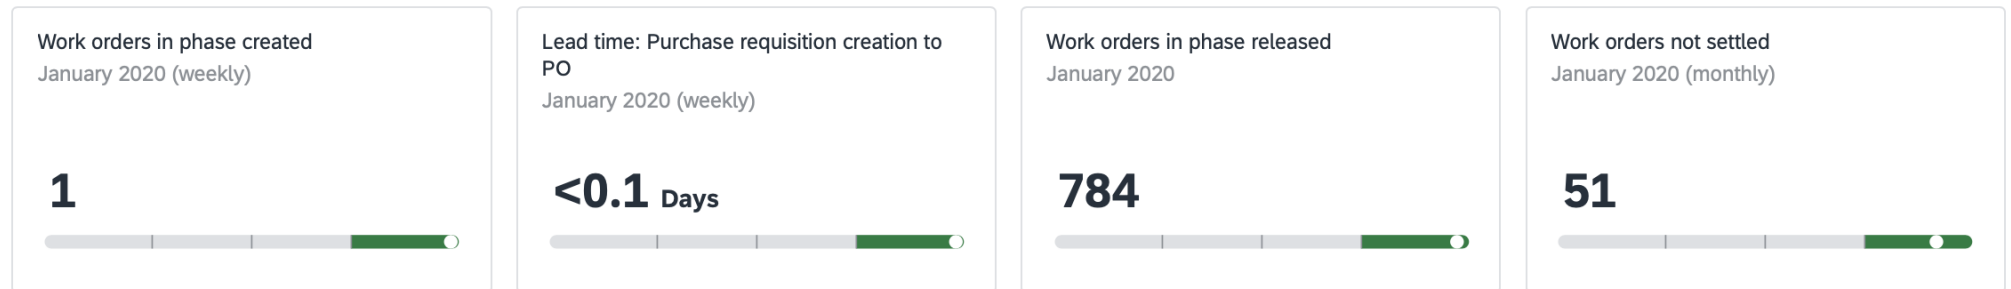 Work orders in phase created
January 2020 (weekly)
1
Lead time: Purchase requisition creation to
PO
January 2020 (weekly)
<0.1 Days
Work orders in phase released
January 2020
784
Work orders not settled
January 2020 (monthly)
51